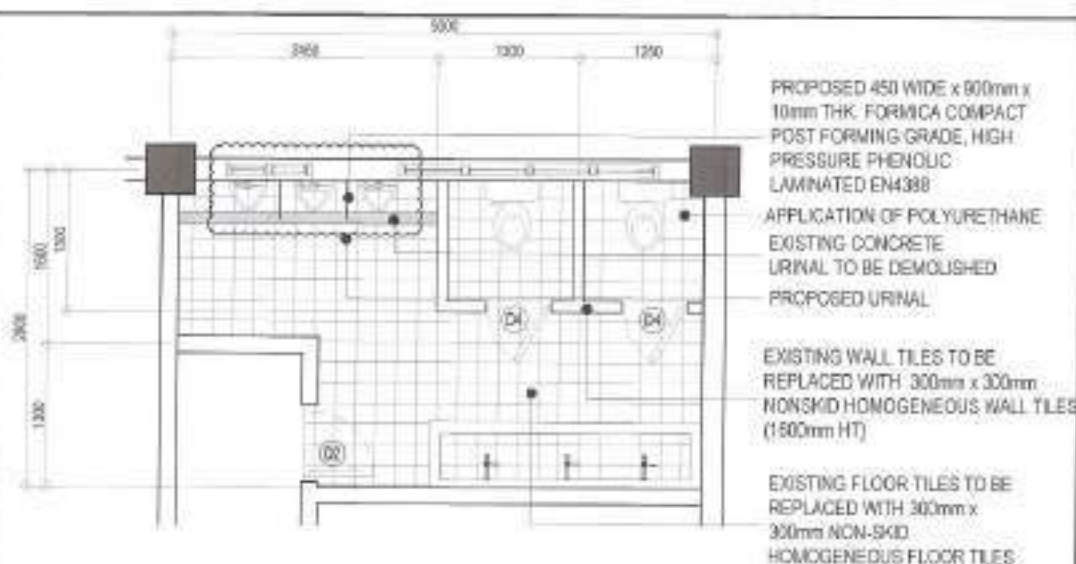 5000
2450 1300 1250
PROPOSED 450 WIDE x 900mm x
10mm THK. FORMICA COMPACT
POST FORMING GRADE, HIGH
PRESSURE PHENOLIC
LAMINATED EN4388
APPLICATION OF POLYURETHANE
EXISTING CONCRETE
URINAL TO BE DEMOLISHED
PROPOSED URINAL
EXISTING WALL TILES TO BE
REPLACED WITH 300mm x 300mm
NONSKID HOMOGENEOUS WALL TILES
(1600mm HT)
EXISTING FLOOR TILES TO BE
REPLACED WITH 300mm x
300mm NON-SKID
HOMOGENEOUS FLOOR TILES
2800
1500
1300
1300
D4
D4
D2